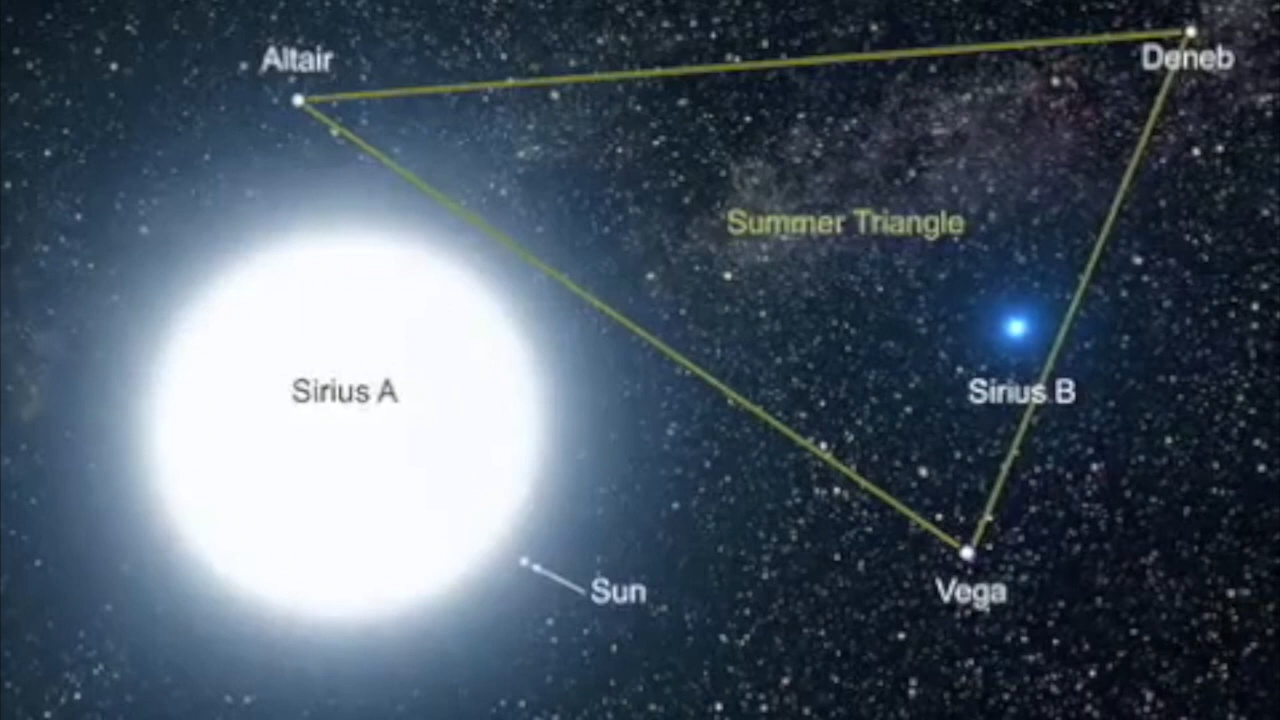 Altair
Deneb
Summer Triangle
Sirius A
Sirius B
Sun
Vega